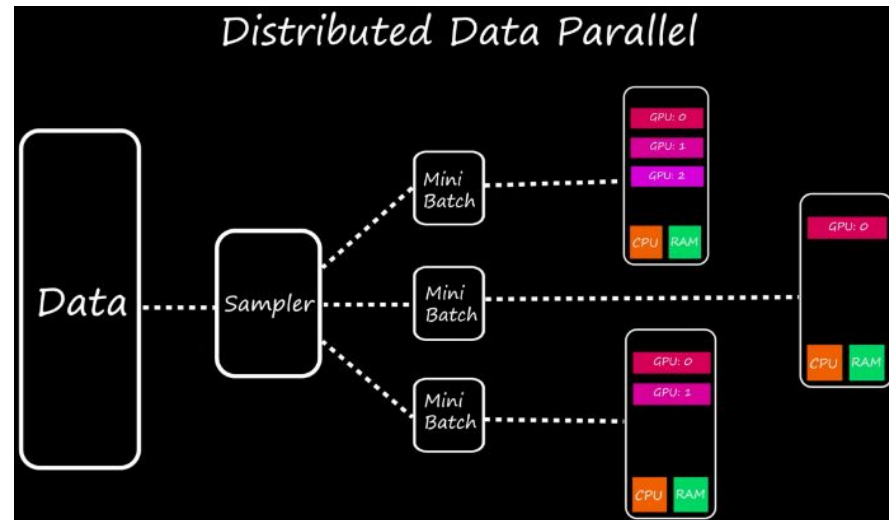 Distributed Data Parallel
Data
Sampler
Mini
Batch
Mini
Batch
Mini
Batch
GPU: 0
GPU: 1
GPU: 2
CPU RAM
GPU: 0
CPU RAM
GPU: 0
GPU: 1
CPU RAM